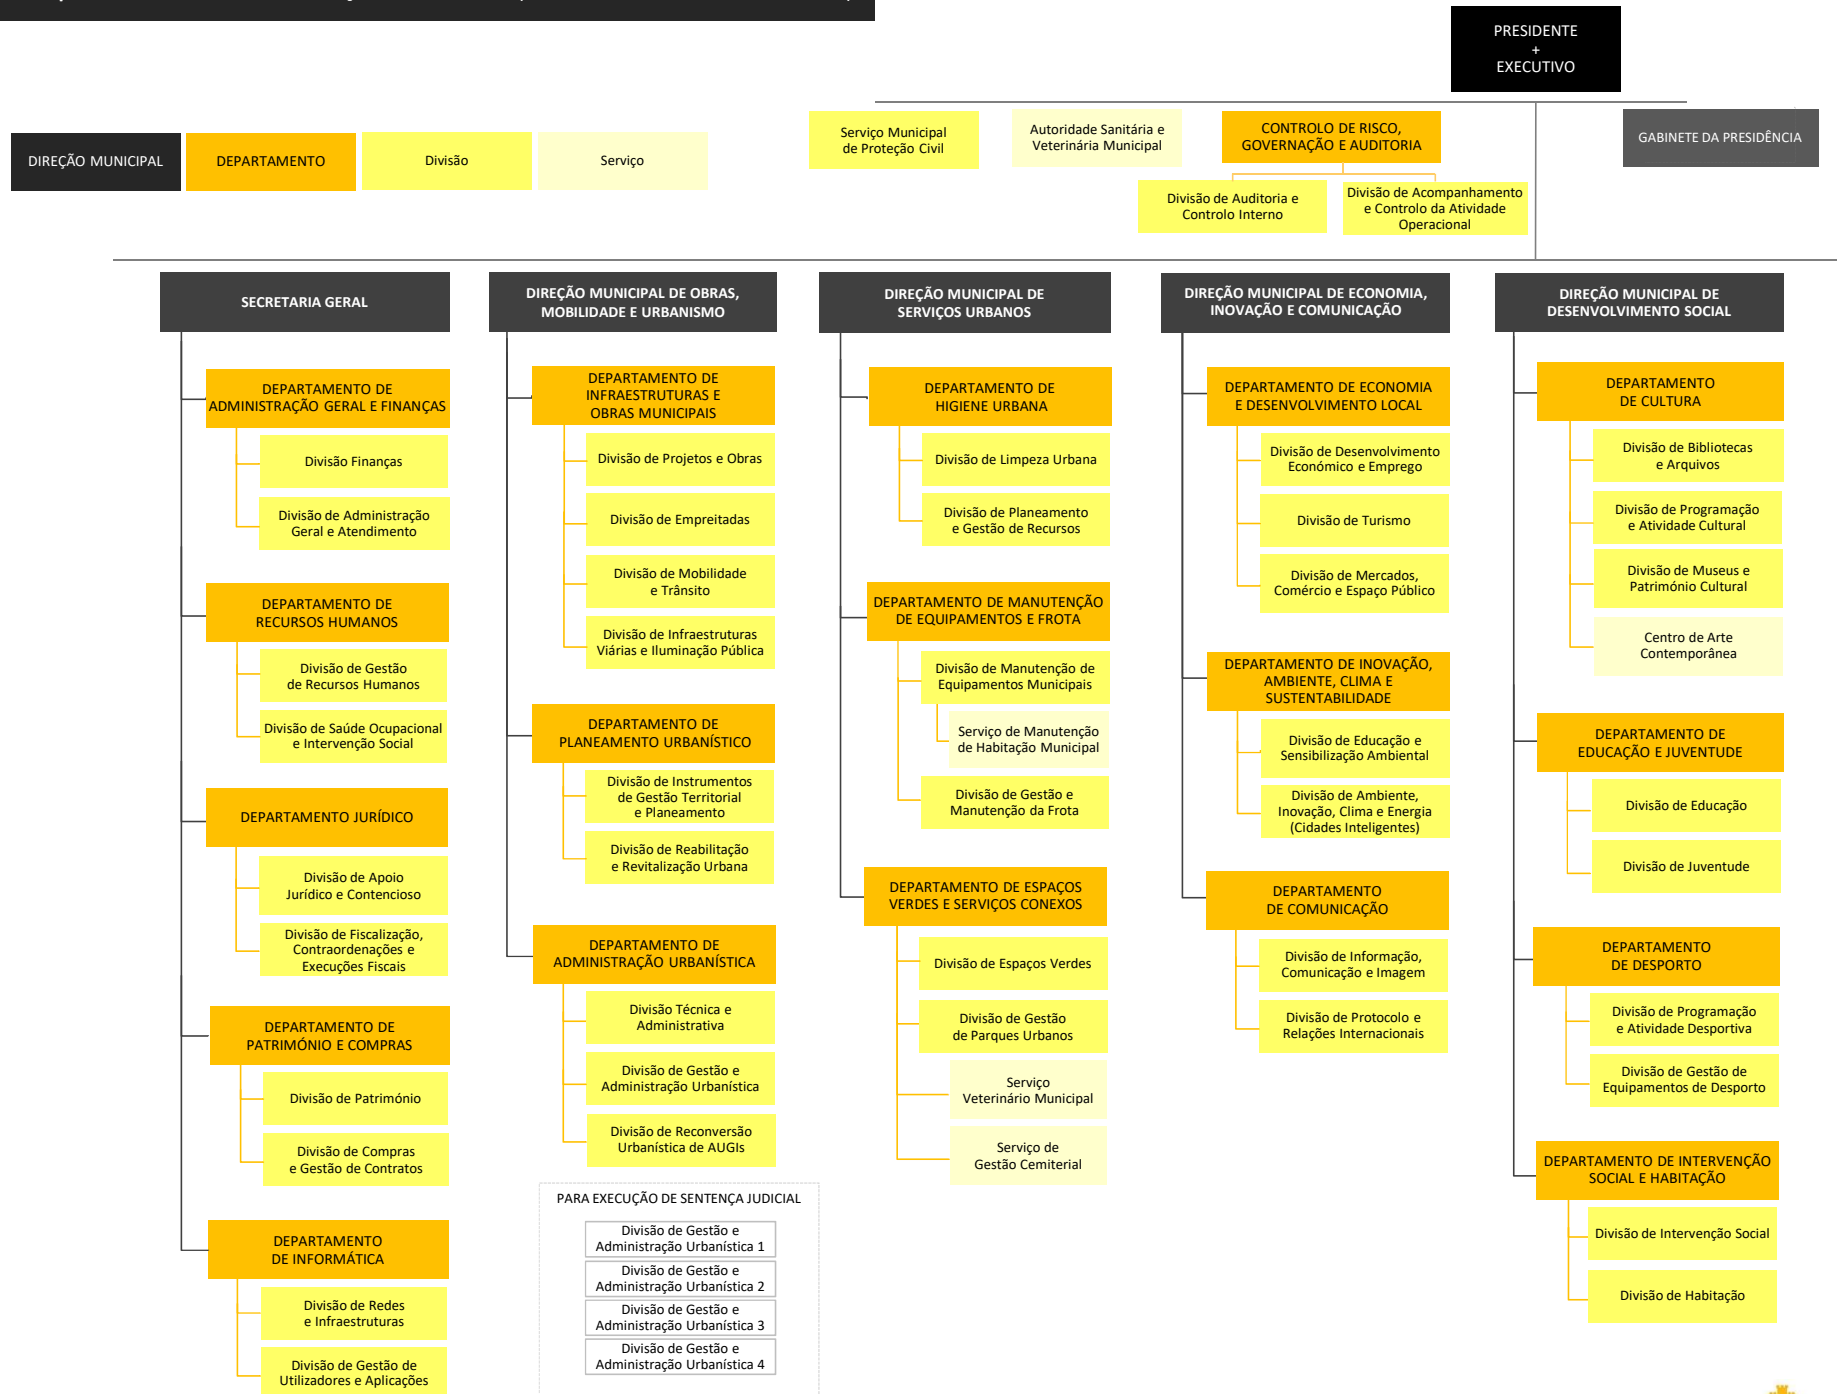 PRESIDENTE
+
EXECUTIVO
DIREÇÃO MUNICIPAL
DEPARTAMENTO
Divisão
Serviço
Serviço Municipal
de Proteção Civil
Autoridade Sanitária e
Veterinária Municipal
CONTROLO DE RISCO,
GOVERNAÇÃO E AUDITORIA
GABINETE DA PRESIDÊNCIA
Divisão de Auditoria e
Controlo Interno
Divisão de Acompanhamento
e Controlo da Atividade
Operacional
SECRETARIA GERAL
DEPARTAMENTO DE
ADMINISTRAÇÃO GERAL E FINANÇAS
Divisão Finanças
Divisão de Administração
Geral e Atendimento
DEPARTAMENTO DE
RECURSOS HUMANOS
Divisão de Gestão
de Recursos Humanos
Divisão de Saúde Ocupacional
e Intervenção Social
DEPARTAMENTO JURÍDICO
Divisão de Apoio
Jurídico e Contencioso
Divisão de Fiscalização,
Contraordenações e
Execuções Fiscais
DEPARTAMENTO DE
PATRIMÓNIO E COMPRAS
Divisão de Património
Divisão de Compras
e Gestão de Contratos
DEPARTAMENTO
DE INFORMÁTICA
Divisão de Redes
e Infraestruturas
Divisão de Gestão de
Utilizadores e Aplicações
DIREÇÃO MUNICIPAL DE OBRAS,
MOBILIDADE E URBANISMO
DEPARTAMENTO DE
INFRAESTRUTURAS E
OBRAS MUNICIPAIS
Divisão de Projetos e Obras
Divisão de Empreitadas
Divisão de Mobilidade
e Trânsito
Divisão de Infraestruturas
Viárias e Iluminação Pública
DEPARTAMENTO DE
PLANEAMENTO URBANÍSTICO
Divisão de Instrumentos
de Gestão Territorial
e Planeamento
Divisão de Reabilitação
e Revitalização Urbana
DEPARTAMENTO DE
ADMINISTRAÇÃO URBANÍSTICA
Divisão Técnica e
Administrativa
Divisão de Gestão e
Administração Urbanística
Divisão de Reconversão
Urbanística de AUGIs
PARA EXECUÇÃO DE SENTENÇA JUDICIAL
Divisão de Gestão e
Administração Urbanística 1
Divisão de Gestão e
Administração Urbanística 2
Divisão de Gestão e
Administração Urbanística 3
Divisão de Gestão e
Administração Urbanística 4
DIREÇÃO MUNICIPAL DE
SERVIÇOS URBANOS
DEPARTAMENTO DE
HIGIENE URBANA
Divisão de Limpeza Urbana
Divisão de Planeamento
e Gestão de Recursos
DEPARTAMENTO DE MANUTENÇÃO
DE EQUIPAMENTOS E FROTA
Divisão de Manutenção de
Equipamentos Municipais
Serviço de Manutenção
de Habitação Municipal
Divisão de Gestão e
Manutenção da Frota
DEPARTAMENTO DE ESPAÇOS
VERDES E SERVIÇOS CONEXOS
Divisão de Espaços Verdes
Divisão de Gestão
de Parques Urbanos
Serviço
Veterinário Municipal
Serviço de
Gestão Cemiterial
DIREÇÃO MUNICIPAL DE ECONOMIA,
INOVAÇÃO E COMUNICAÇÃO
DEPARTAMENTO DE ECONOMIA
E DESENVOLVIMENTO LOCAL
Divisão de Desenvolvimento
Económico e Emprego
Divisão de Turismo
Divisão de Mercados,
Comércio e Espaço Público
DEPARTAMENTO DE INOVAÇÃO,
AMBIENTE, CLIMA E
SUSTENTABILIDADE
Divisão de Educação e
Sensibilização Ambiental
Divisão de Ambiente,
Inovação, Clima e Energia
(Cidades Inteligentes)
DEPARTAMENTO
DE COMUNICAÇÃO
Divisão de Informação,
Comunicação e Imagem
Divisão de Protocolo e
Relações Internacionais
DIREÇÃO MUNICIPAL DE
DESENVOLVIMENTO SOCIAL
DEPARTAMENTO
DE CULTURA
Divisão de Bibliotecas
e Arquivos
Divisão de Programação
e Atividade Cultural
Divisão de Museus e
Património Cultural
Centro de Arte
Contemporânea
DEPARTAMENTO DE
EDUCAÇÃO E JUVENTUDE
Divisão de Educação
Divisão de Juventude
DEPARTAMENTO
DE DESPORTO
Divisão de Programação
e Atividade Desportiva
Divisão de Gestão de
Equipamentos de Desporto
DEPARTAMENTO DE INTERVENÇÃO
SOCIAL E HABITAÇÃO
Divisão de Intervenção Social
Divisão de Habitação